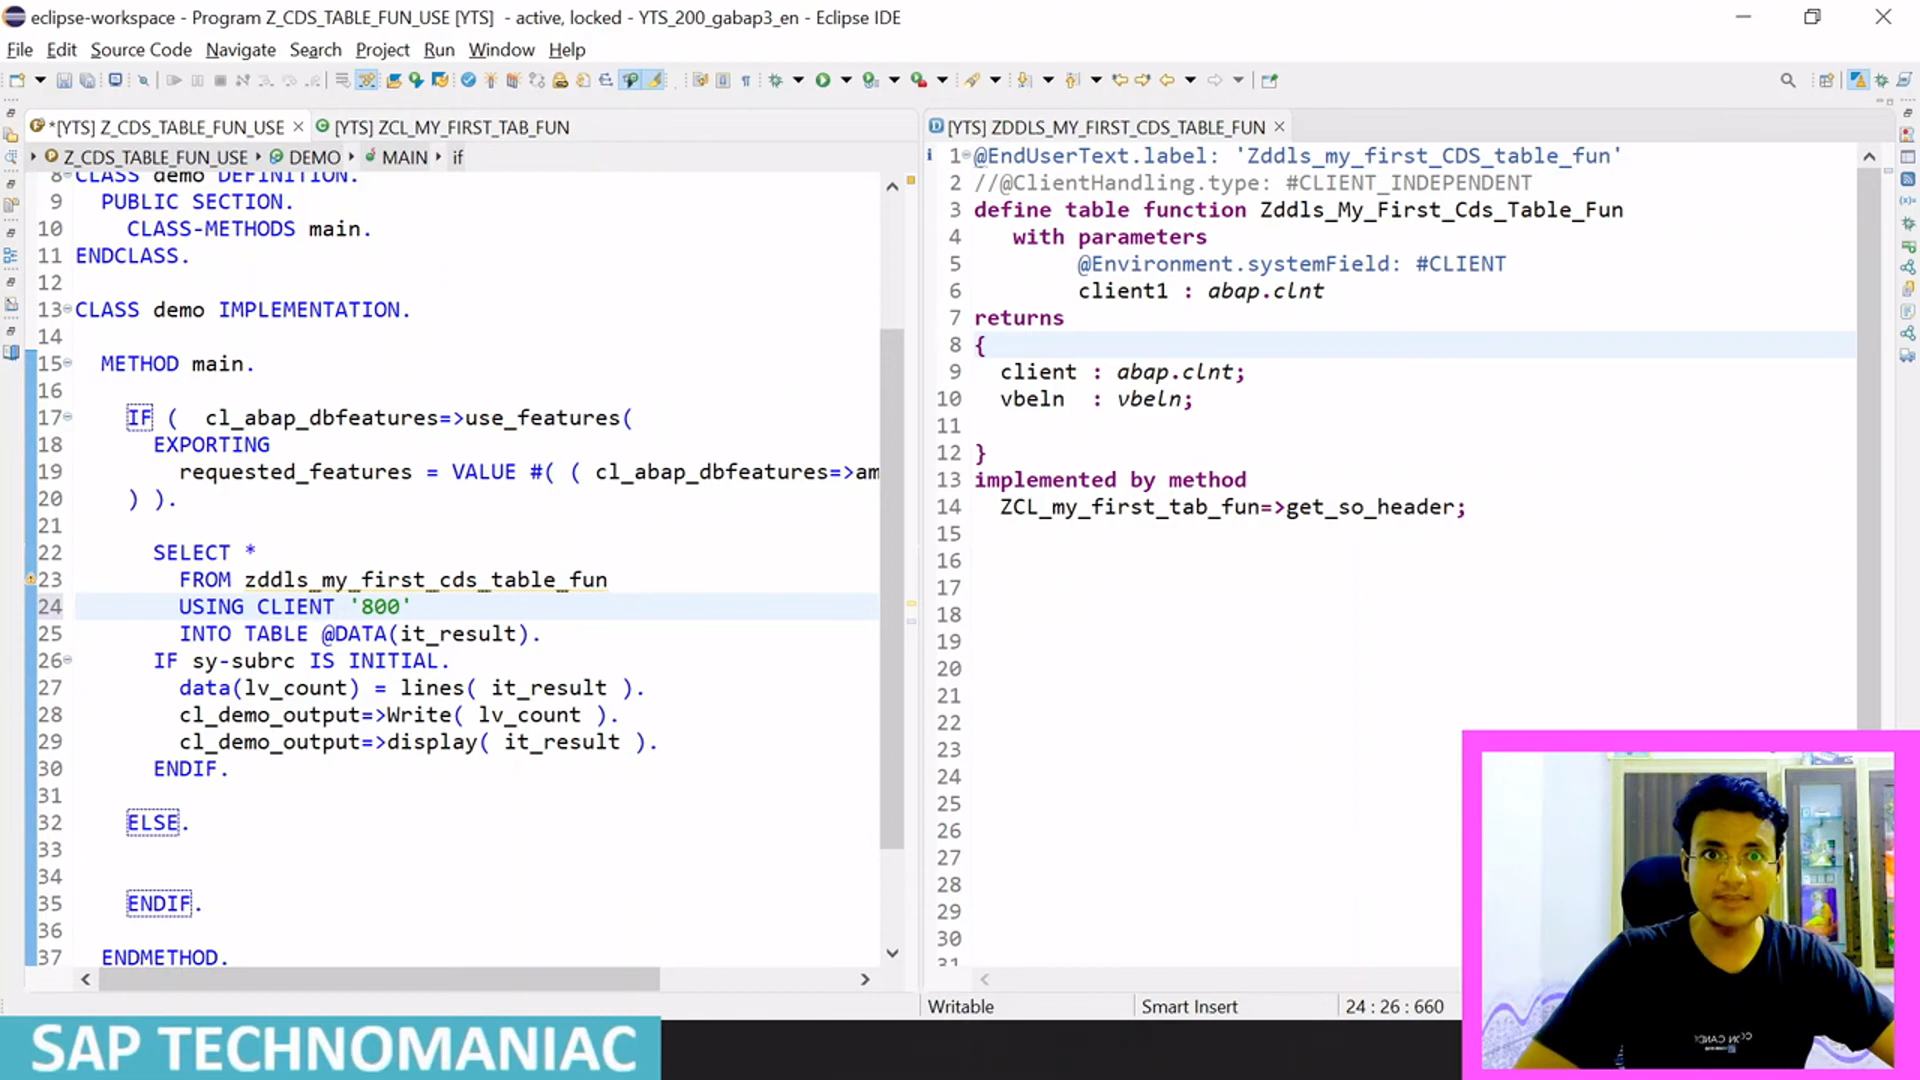 eclipse-workspace - Program Z_CDS_TABLE_FUN_USE [YTS] - active, locked - YTS_200_gabap3_en - Eclipse IDE
File Edit Source Code Navigate Search Project Run Window Help
*[YTS] Z_CDS_TABLE_FUN_USE [YTS] ZCL_MY_FIRST_TAB_FUN
Z_CDS_TABLE_FUN_USE DEMO MAIN if
8 CLASS demo DEFINITION.
9 PUBLIC SECTION.
10 CLASS-METHODS main.
11 ENDCLASS.
12
13 CLASS demo IMPLEMENTATION.
14
15 METHOD main.
16
17 IF ( cl_abap_dbfeatures=>use_features(
18 EXPORTING
19 requested_features = VALUE #( ( cl_abap_dbfeatures=>am
20 ) ).
21
22 SELECT *
23 FROM zddls_my_first_cds_table_fun
24 USING CLIENT '800'
25 INTO TABLE @DATA(it_result).
26 IF sy-subrc IS INITIAL.
27 data(lv_count) = lines( it_result ).
28 cl_demo_output=>Write( lv_count ).
29 cl_demo_output=>display( it_result ).
30 ENDIF.
31
32 ELSE.
33
34
35 ENDIF.
36
37 ENDMETHOD.
[YTS] ZDDLS_MY_FIRST_CDS_TABLE_FUN
1 @EndUserText.label: 'Zddls_my_first_CDS_table_fun'
2 //@ClientHandling.type: #CLIENT_INDEPENDENT
3 define table function Zddls_My_First_Cds_Table_Fun
4 with parameters
5 @Environment.systemField: #CLIENT
6 client1 : abap.clnt
7 returns
8 {
9 client : abap.clnt;
10 vbeln : vbeln;
11
12 }
13 implemented by method
14 ZCL_my_first_tab_fun=>get_so_header;
15
16
17
18
19
20
21
22
23
24
25
26
27
28
29
30
31
Writable Smart Insert 24 : 26 : 660
SAP TECHNOMANIAC